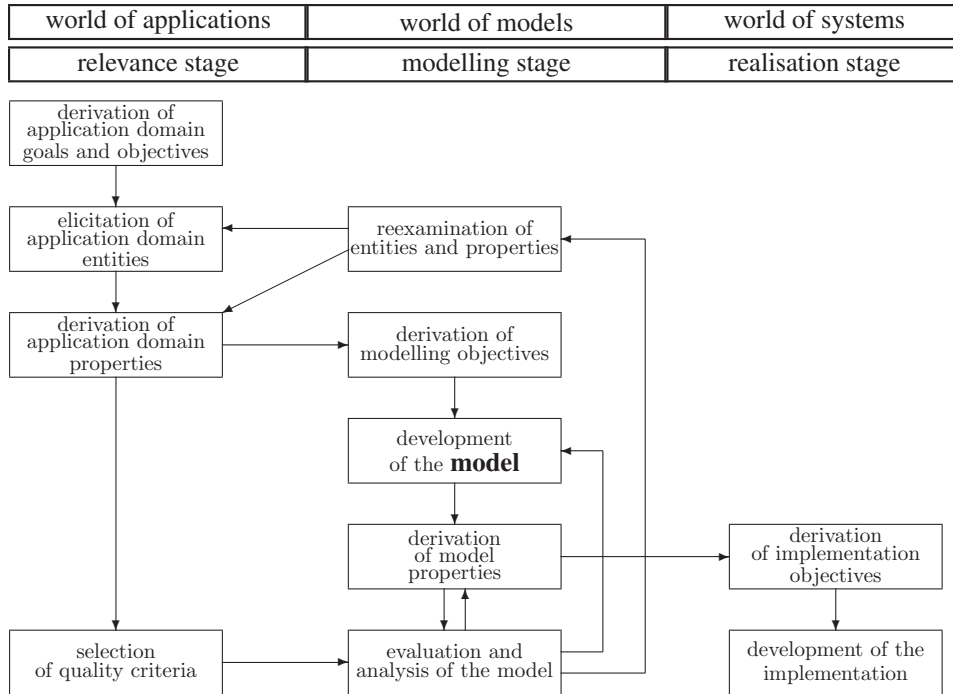 world of applications
world of models
world of systems
relevance stage
modelling stage
realisation stage
derivation of
application domain
goals and objectives
elicitation of
application domain
entities
reexamination of
entities and properties
derivation of
application domain
properties
derivation of
modelling objectives
development
of the model
derivation
of model
properties
derivation
of implementation
objectives
selection
of quality criteria
evaluation and
analysis of the model
development of the
implementation